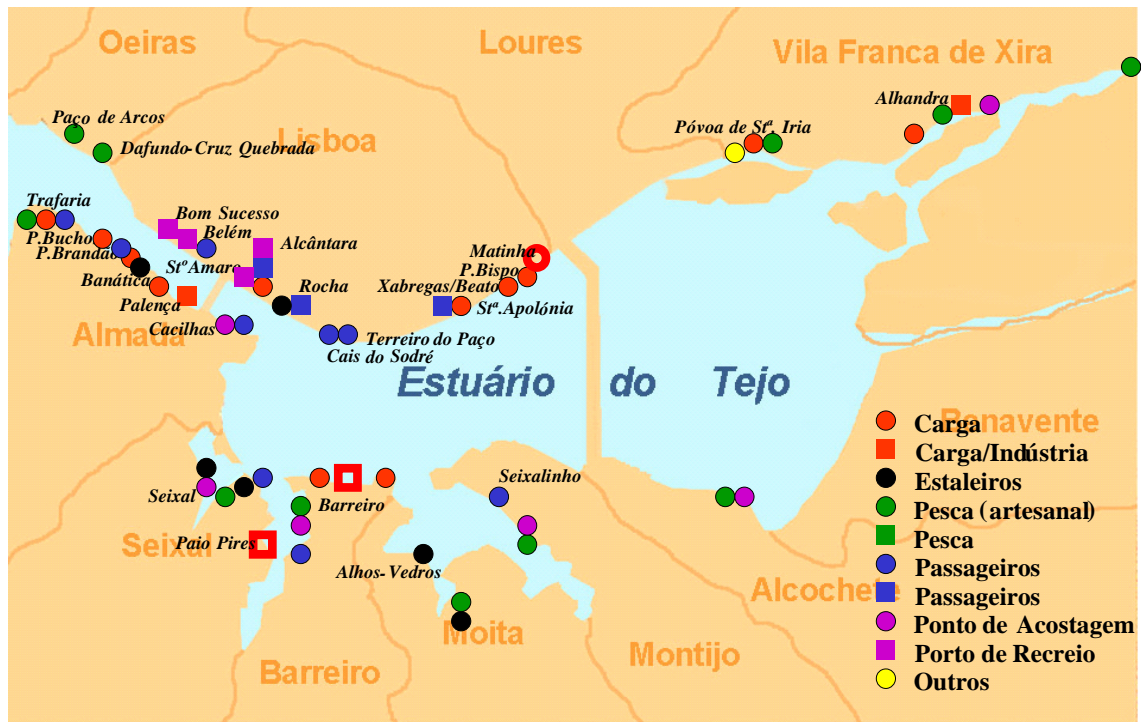 Oeiras
Loures
Vila Franca de Xira
Alhandra
Paço de Arcos
Póvoa de Stª. Iria
Lisboa
Dafundo-Cruz Quebrada
Trafaria
Bom Sucesso
P.Bucho
Belém
Alcântara
P.Brandão
Matinha
Stº Amaro
P.Bispo
Banática
Rocha
Xabregas/Beato
Palença
Stª.Apolónia
Almada
Cacilhas
Terreiro do Paço
Cais do Sodré
Estuário do Tejo
Benavente
Carga
Carga/Indústria
Estaleiros
Pesca (artesanal)
Pesca
Passageiros
Passageiros
Ponto de Acostagem
Porto de Recreio
Outros
Seixalinho
Seixal
Barreiro
Seixal
Paio Pires
Alhos-Vedros
Alcochete
Moita
Montijo
Barreiro